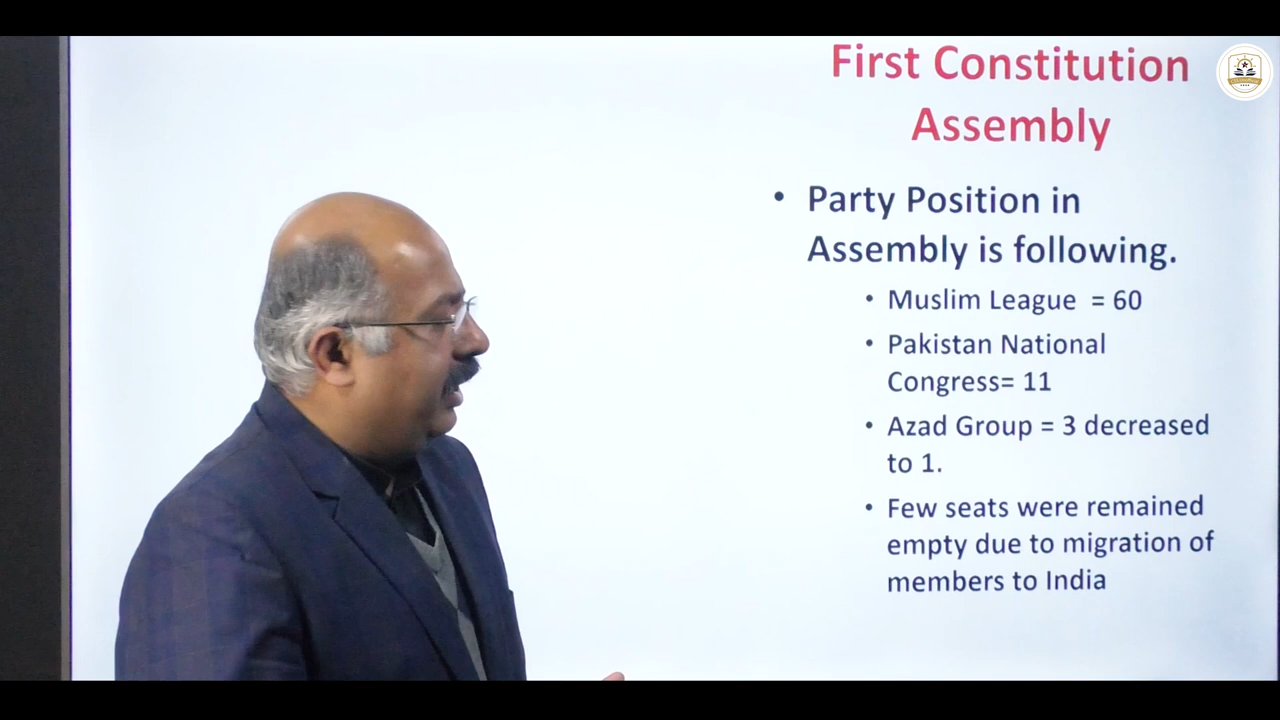 First Constitution
Assembly
• Party Position in
Assembly is following.
• Muslim League = 60
• Pakistan National
Congress= 11
• Azad Group = 3 decreased
to 1.
• Few seats were remained
empty due to migration of
members to India